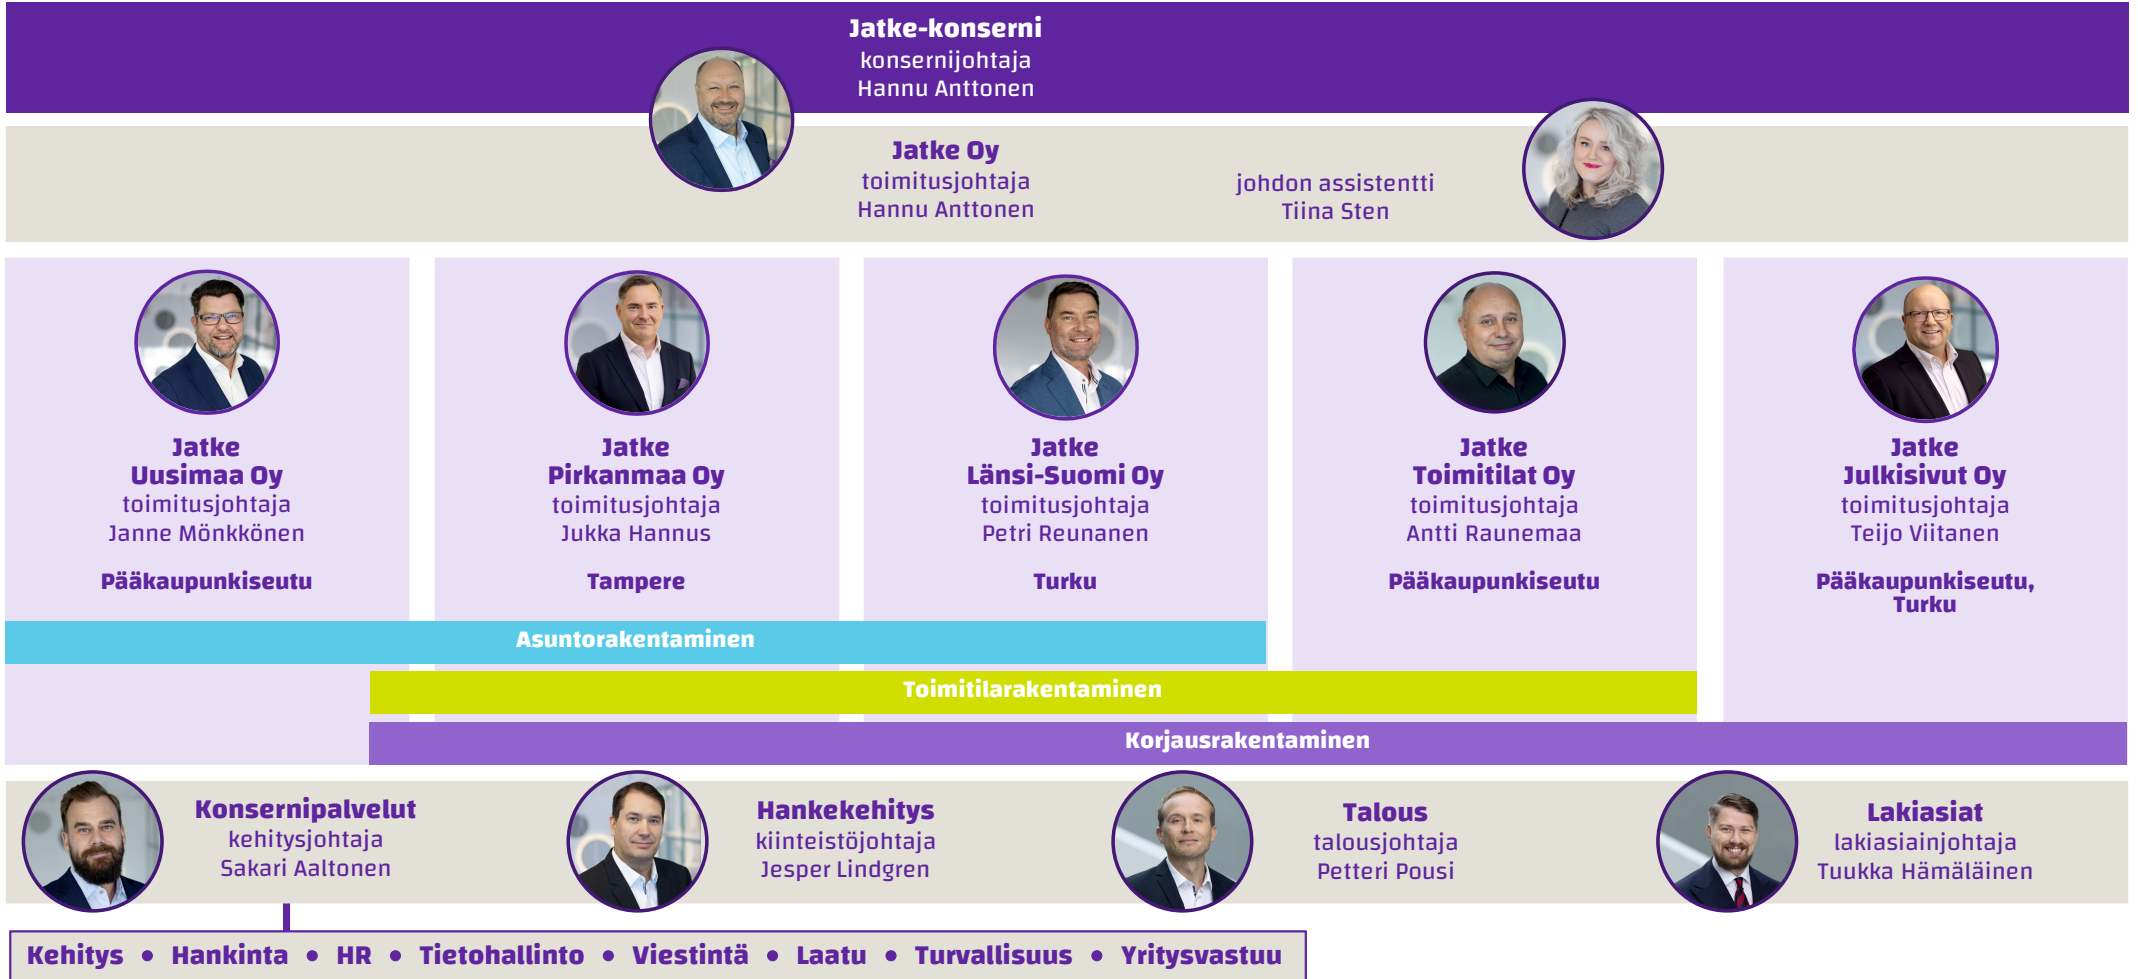 Jatke-konserni
konsernijohtaja
Hannu Anttonen
Jatke Oy
toimitusjohtaja
Hannu Anttonen
johdon assistentti
Tiina Sten
Jatke
Uusimaa Oy
toimitusjohtaja
Janne Mönkkönen
Pääkaupunkiseutu
Jatke
Pirkanmaa Oy
toimitusjohtaja
Jukka Hannus
Tampere
Jatke
Länsi-Suomi Oy
toimitusjohtaja
Petri Reunanen
Turku
Jatke
Toimitilat Oy
toimitusjohtaja
Antti Raunemaa
Pääkaupunkiseutu
Jatke
Julkisivut Oy
toimitusjohtaja
Teijo Viitanen
Pääkaupunkiseutu,
Turku
Asuntorakentaminen
Toimitilarakentaminen
Korjausrakentaminen
Konsernipalvelut
kehitysjohtaja
Sakari Aaltonen
Hankekehitys
kiinteistöjohtaja
Jesper Lindgren
Talous
talousjohtaja
Petteri Pousi
Lakiasiat
lakiasiainjohtaja
Tuukka Hämäläinen
Kehitys • Hankinta • HR • Tietohallinto • Viestintä • Laatu • Turvallisuus • Yritysvastuu